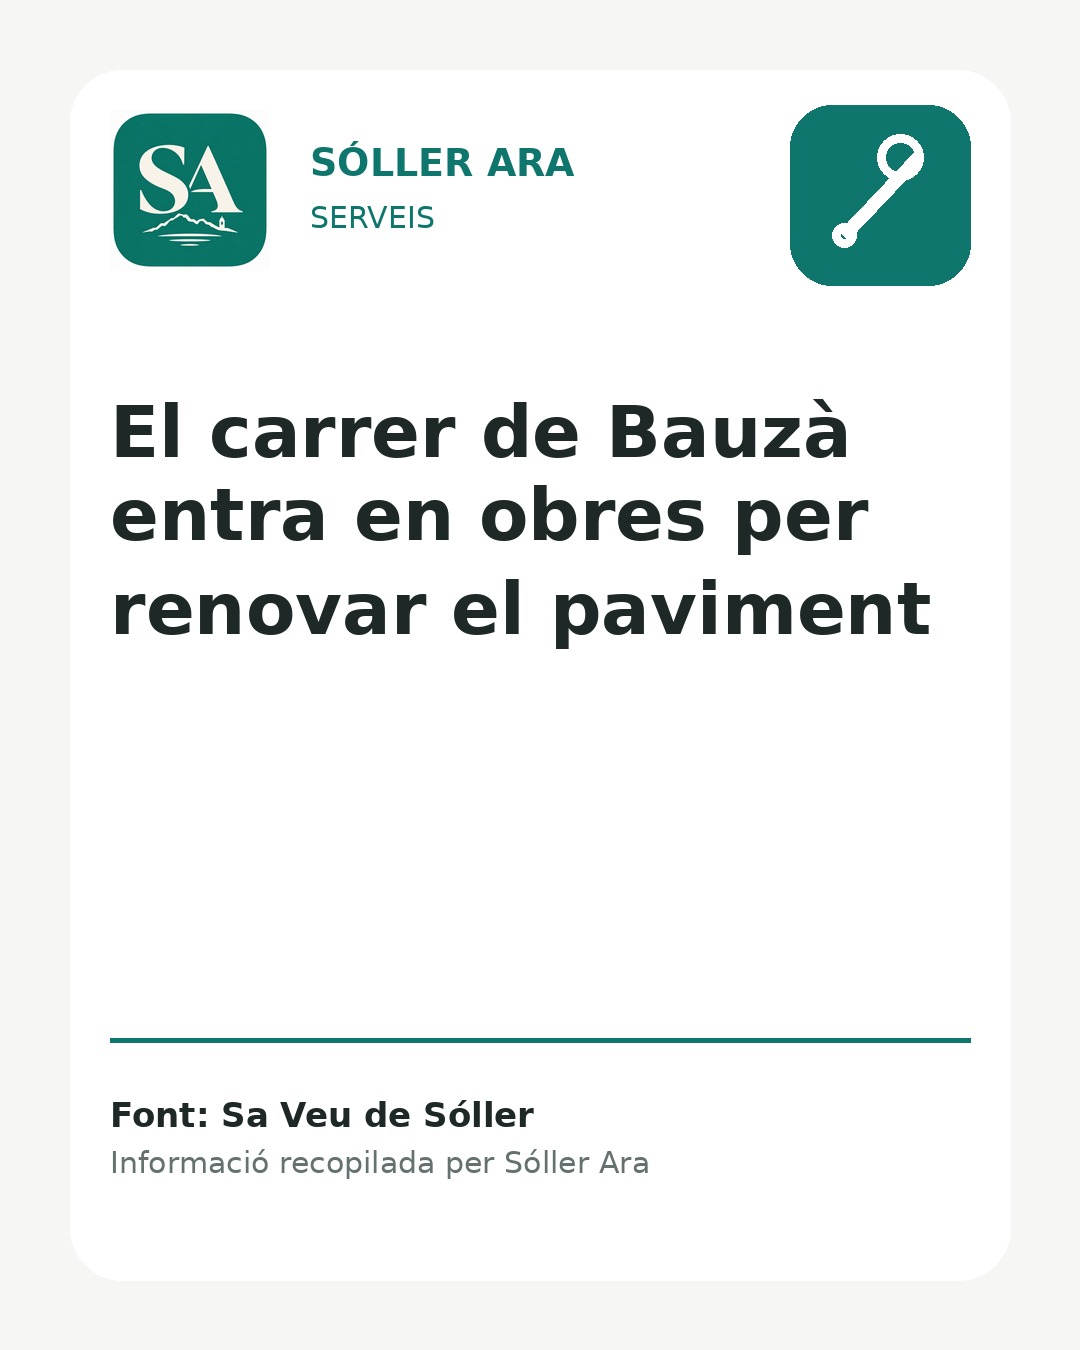 SA
SÓLLER ARA
SERVEIS
El carrer de Bauzà
entra en obres per
renovar el paviment
Font: Sa Veu de Sóller
Informació recopilada per Sóller Ara